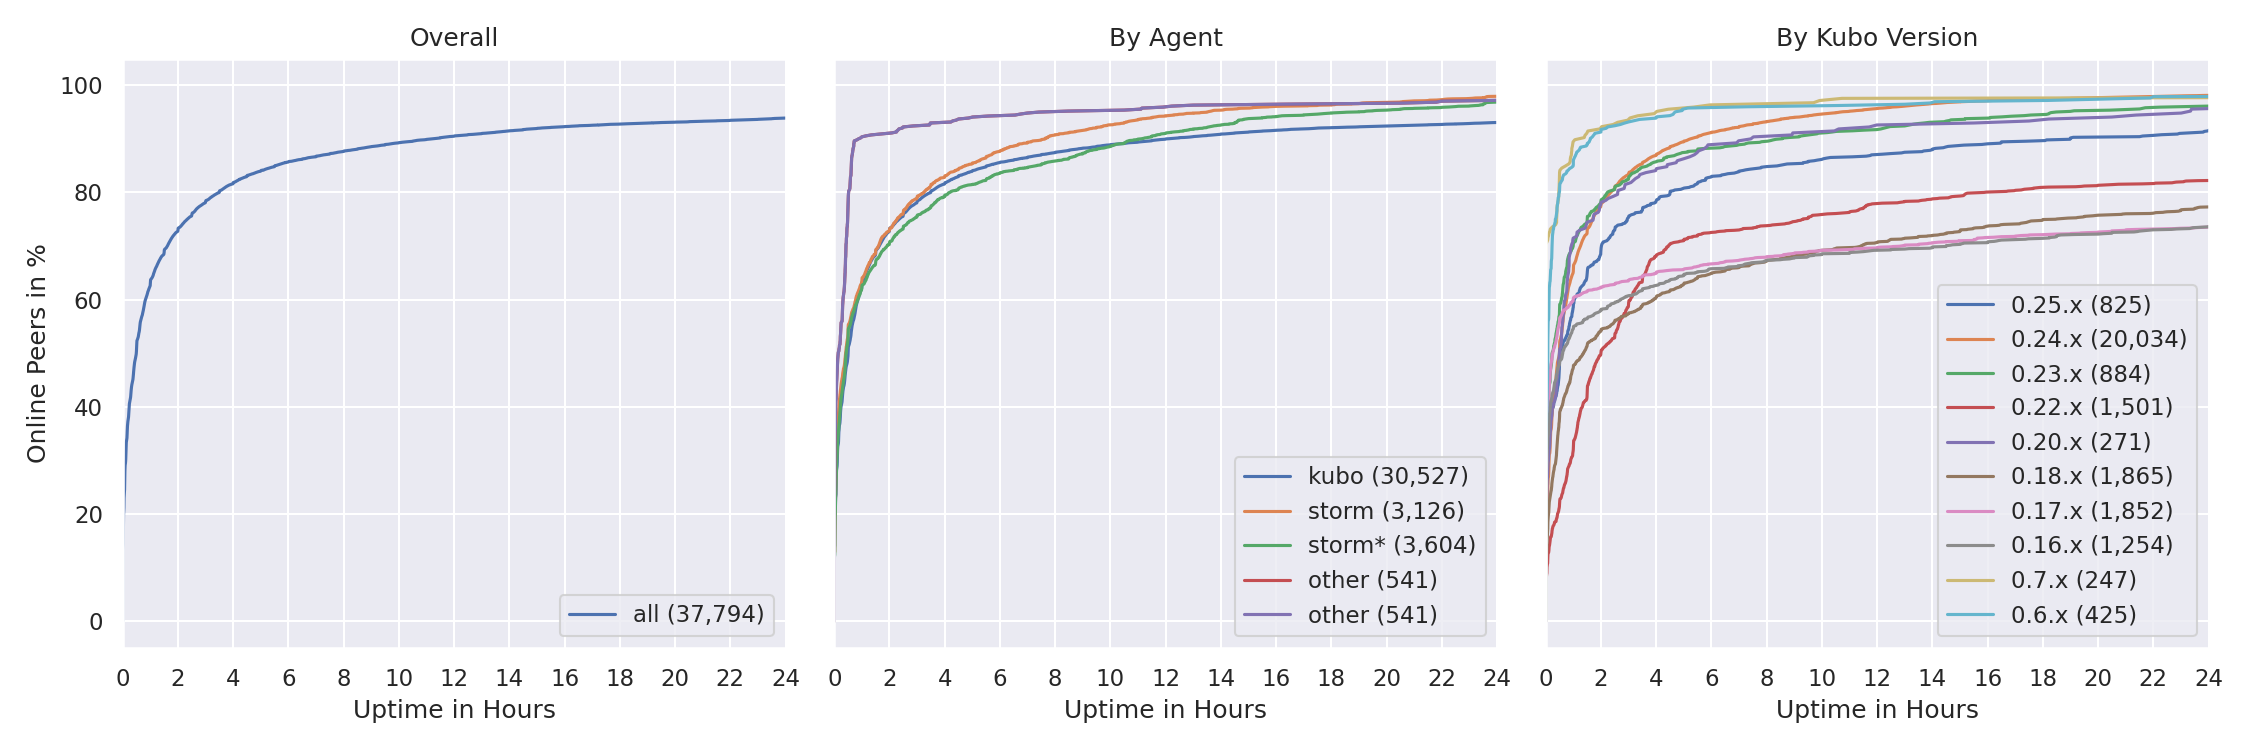 Overall
By Agent
By Kubo Version
Online Peers in %
100
80
60
40
20
0
all (37,794)
0 2 4 6 8 10 12 14 16 18 20 22 24
Uptime in Hours
kubo (30,527)
storm (3,126)
storm* (3,604)
other (541)
other (541)
0 2 4 6 8 10 12 14 16 18 20 22 24
Uptime in Hours
0.25.x (825)
0.24.x (20,034)
0.23.x (884)
0.22.x (1,501)
0.20.x (271)
0.18.x (1,865)
0.17.x (1,852)
0.16.x (1,254)
0.7.x (247)
0.6.x (425)
0 2 4 6 8 10 12 14 16 18 20 22 24
Uptime in Hours